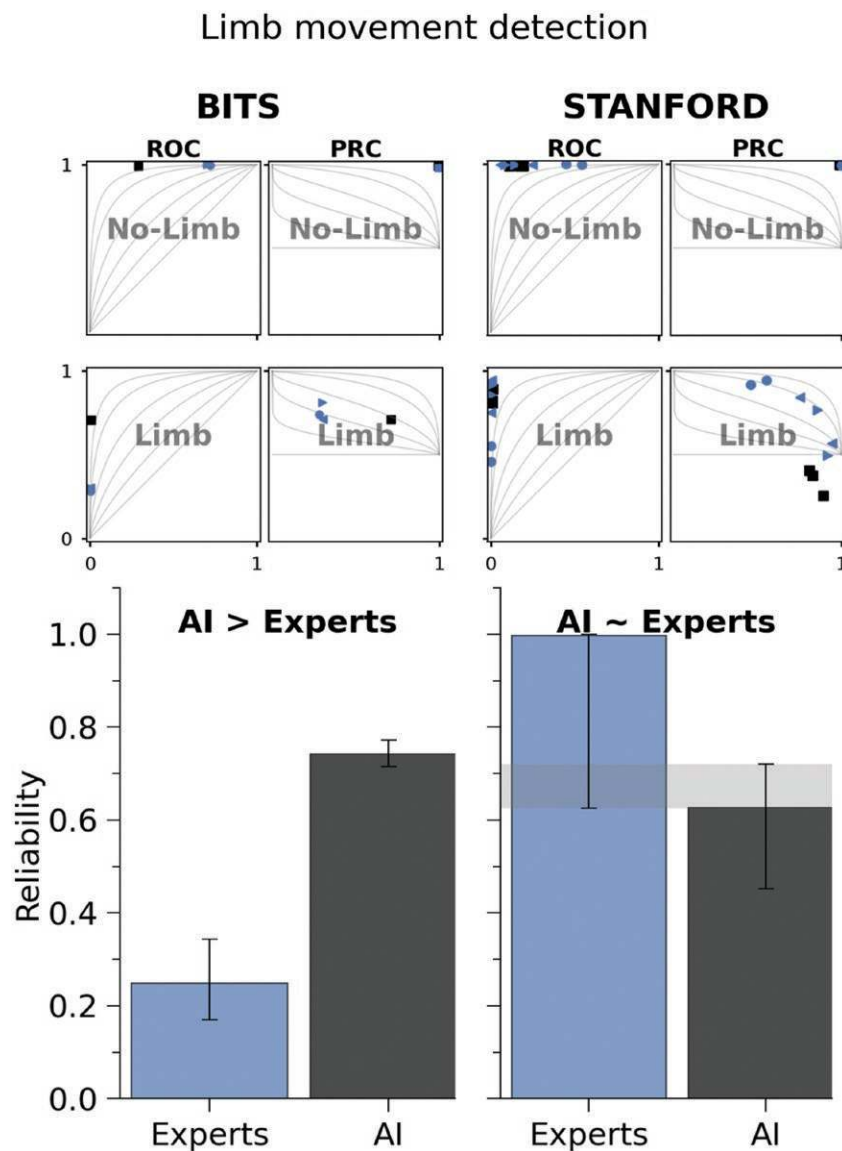 Limb movement detection
BITS STANFORD
ROC PRC ROC PRC
1
No-Limb No-Limb No-Limb No-Limb
1
Limb Limb Limb Limb
0
0 1 1 0 1 1
AI > Experts AI ~ Experts
1.0
0.8
0.6
0.4
0.2
0.0
Reliability
Experts AI Experts AI